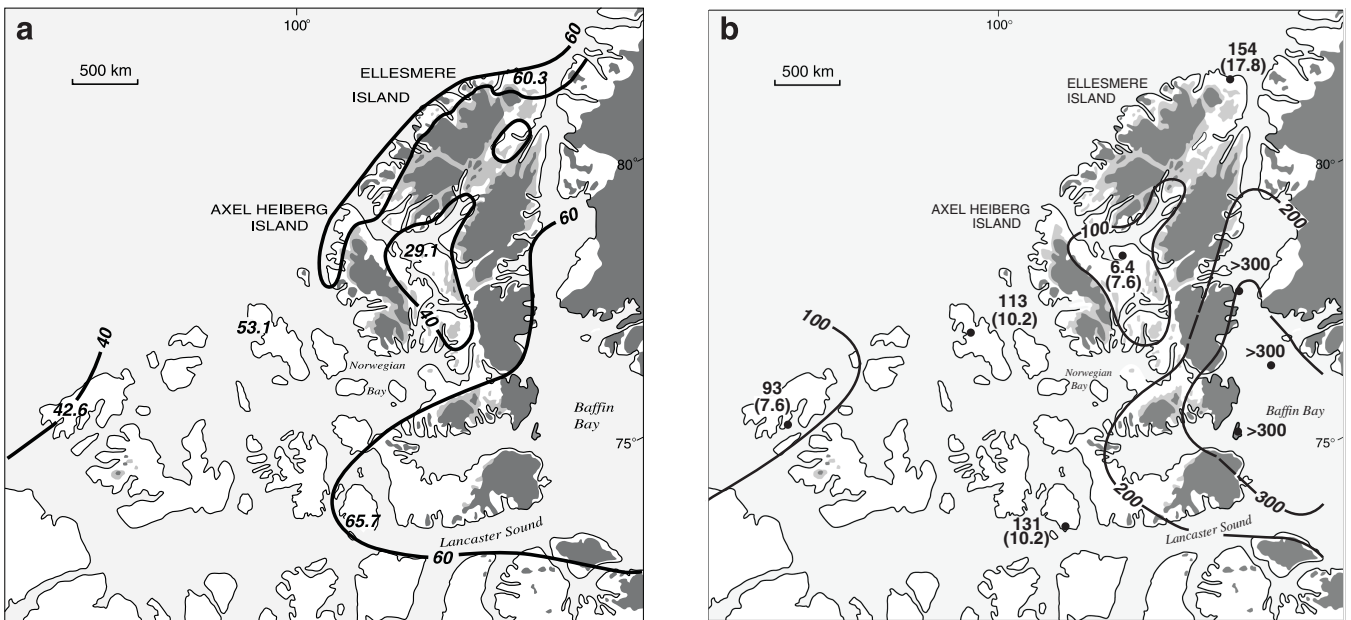 a
100°
500 km
ELLESMERE
ISLAND
60
60.3
80°
AXEL HEIBERG
ISLAND
60
29.1
40
53.1
40
42.6
Norwegian
Bay
Baffin
Bay
75°
65.7
Lancaster Sound
60
b
100°
500 km
154
(17.8)
ELLESMERE
ISLAND
80°
AXEL HEIBERG
ISLAND
200
100
6.4
(7.6)
>300
113
(10.2)
100
>300
Norwegian
Bay
93
(7.6)
Baffin Bay
>300
75°
200
300
131
(10.2)
Lancaster Sound